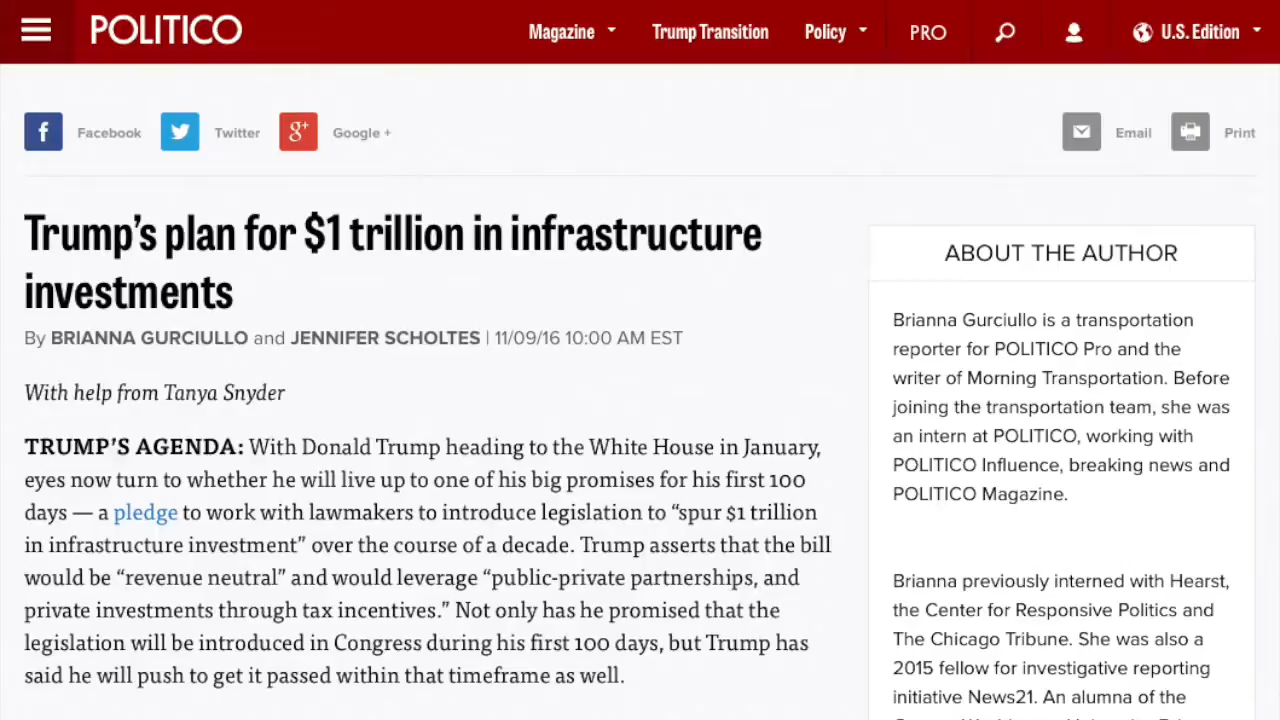 POLITICO
Magazine
Trump Transition
Policy
PRO
U.S. Edition
f
Facebook
Twitter
g+
Google +
Email
Print
Trump’s plan for $1 trillion in infrastructure
investments
By BRIANNA GURCIULLO and JENNIFER SCHOLTES | 11/09/16 10:00 AM EST
With help from Tanya Snyder
TRUMP’S AGENDA: With Donald Trump heading to the White House in January,
eyes now turn to whether he will live up to one of his big promises for his first 100
days — a pledge to work with lawmakers to introduce legislation to “spur $1 trillion
in infrastructure investment” over the course of a decade. Trump asserts that the bill
would be “revenue neutral” and would leverage “public-private partnerships, and
private investments through tax incentives.” Not only has he promised that the
legislation will be introduced in Congress during his first 100 days, but Trump has
said he will push to get it passed within that timeframe as well.
ABOUT THE AUTHOR
Brianna Gurciullo is a transportation
reporter for POLITICO Pro and the
writer of Morning Transportation. Before
joining the transportation team, she was
an intern at POLITICO, working with
POLITICO Influence, breaking news and
POLITICO Magazine.
Brianna previously interned with Hearst,
the Center for Responsive Politics and
The Chicago Tribune. She was also a
2015 fellow for investigative reporting
initiative News21. An alumna of the